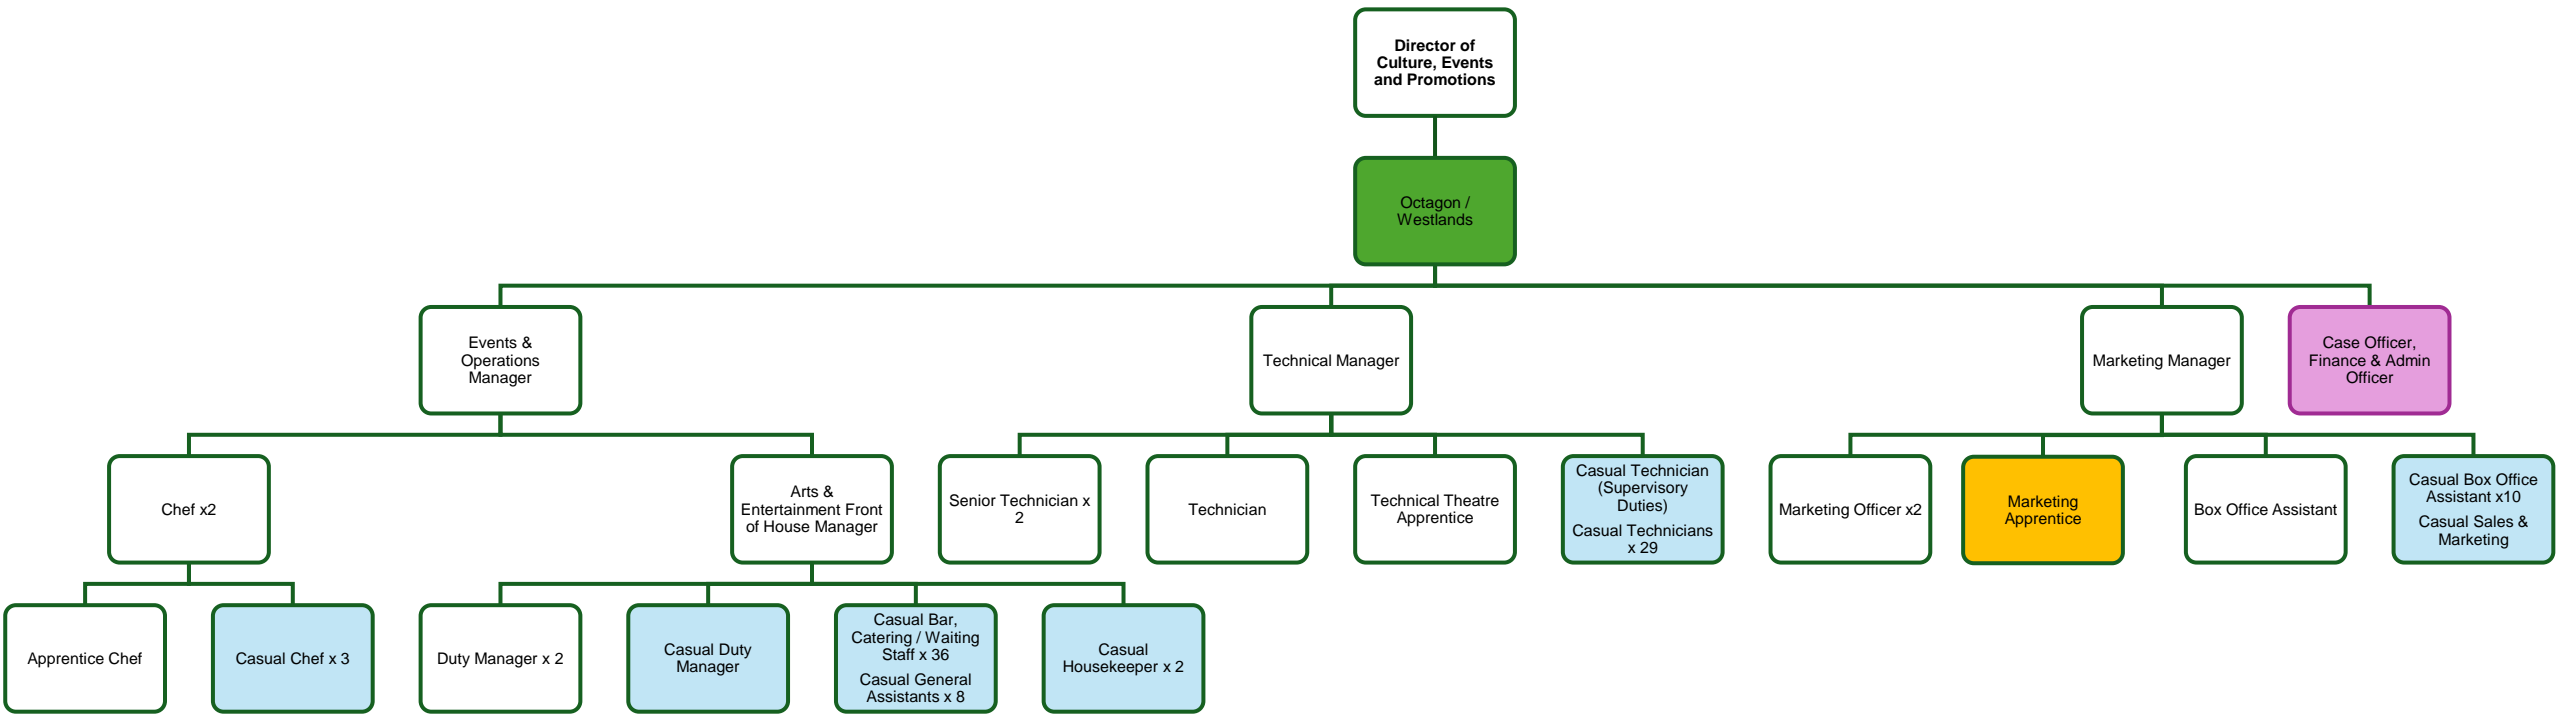 Director of
Culture, Events
and Promotions
Octagon /
Westlands
Events &
Operations
Manager
Technical Manager
Marketing Manager
Case Officer,
Finance & Admin
Officer
Chef x2
Arts &
Entertainment Front
of House Manager
Senior Technician x
2
Technician
Technical Theatre
Apprentice
Casual Technician
(Supervisory
Duties)
Casual Technicians
x 29
Marketing Officer x2
Marketing
Apprentice
Box Office Assistant
Casual Box Office
Assistant x10
Casual Sales &
Marketing
Apprentice Chef
Casual Chef x 3
Duty Manager x 2
Casual Duty
Manager
Casual Bar,
Catering / Waiting
Staff x 36
Casual General
Assistants x 8
Casual
Housekeeper x 2